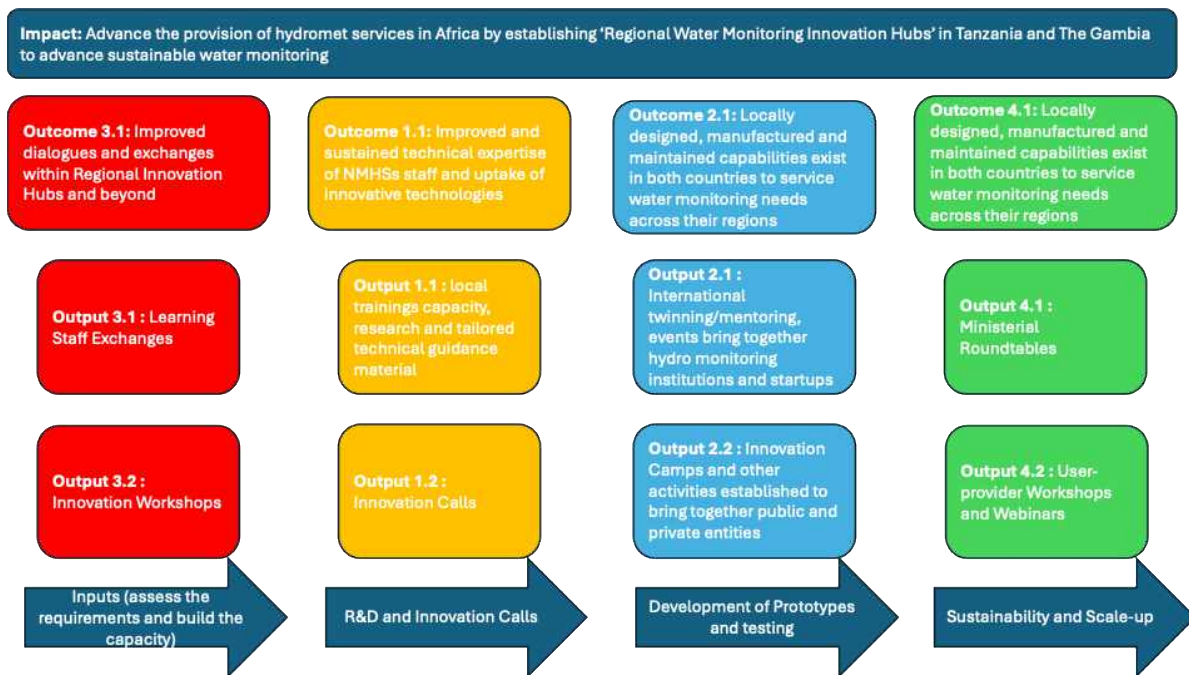 Impact: Advance the provision of hydromet services in Africa by establishing ‘Regional Water Monitoring Innovation Hubs’ in Tanzania and The Gambia
to advance sustainable water monitoring
Outcome 3.1: Improved
dialogues and exchanges
within Regional Innovation
Hubs and beyond
Outcome 1.1: Improved and
sustained technical expertise
of NMHSs staff and uptake of
innovative technologies
Outcome 2.1: Locally
designed, manufactured and
maintained capabilities exist
in both countries to service
water monitoring needs
across their regions
Outcome 4.1: Locally
designed, manufactured and
maintained capabilities exist
in both countries to service
water monitoring needs
across their regions
Output 3.1 : Learning
Staff Exchanges
Output 1.1 : local
trainings capacity,
research and tailored
technical guidance
material
Output 2.1 :
International
twinning/mentoring,
events bring together
hydro monitoring
institutions and startups
Output 4.1 :
Ministerial
Roundtables
Output 3.2 :
Innovation Workshops
Output 1.2 :
Innovation Calls
Output 2.2 : Innovation
Camps and other
activities established to
bring together public and
private entities
Output 4.2 : User-
provider Workshops
and Webinars
Inputs (assess the
requirements and build the
capacity)
R&D and Innovation Calls
Development of Prototypes
and testing
Sustainability and Scale-up